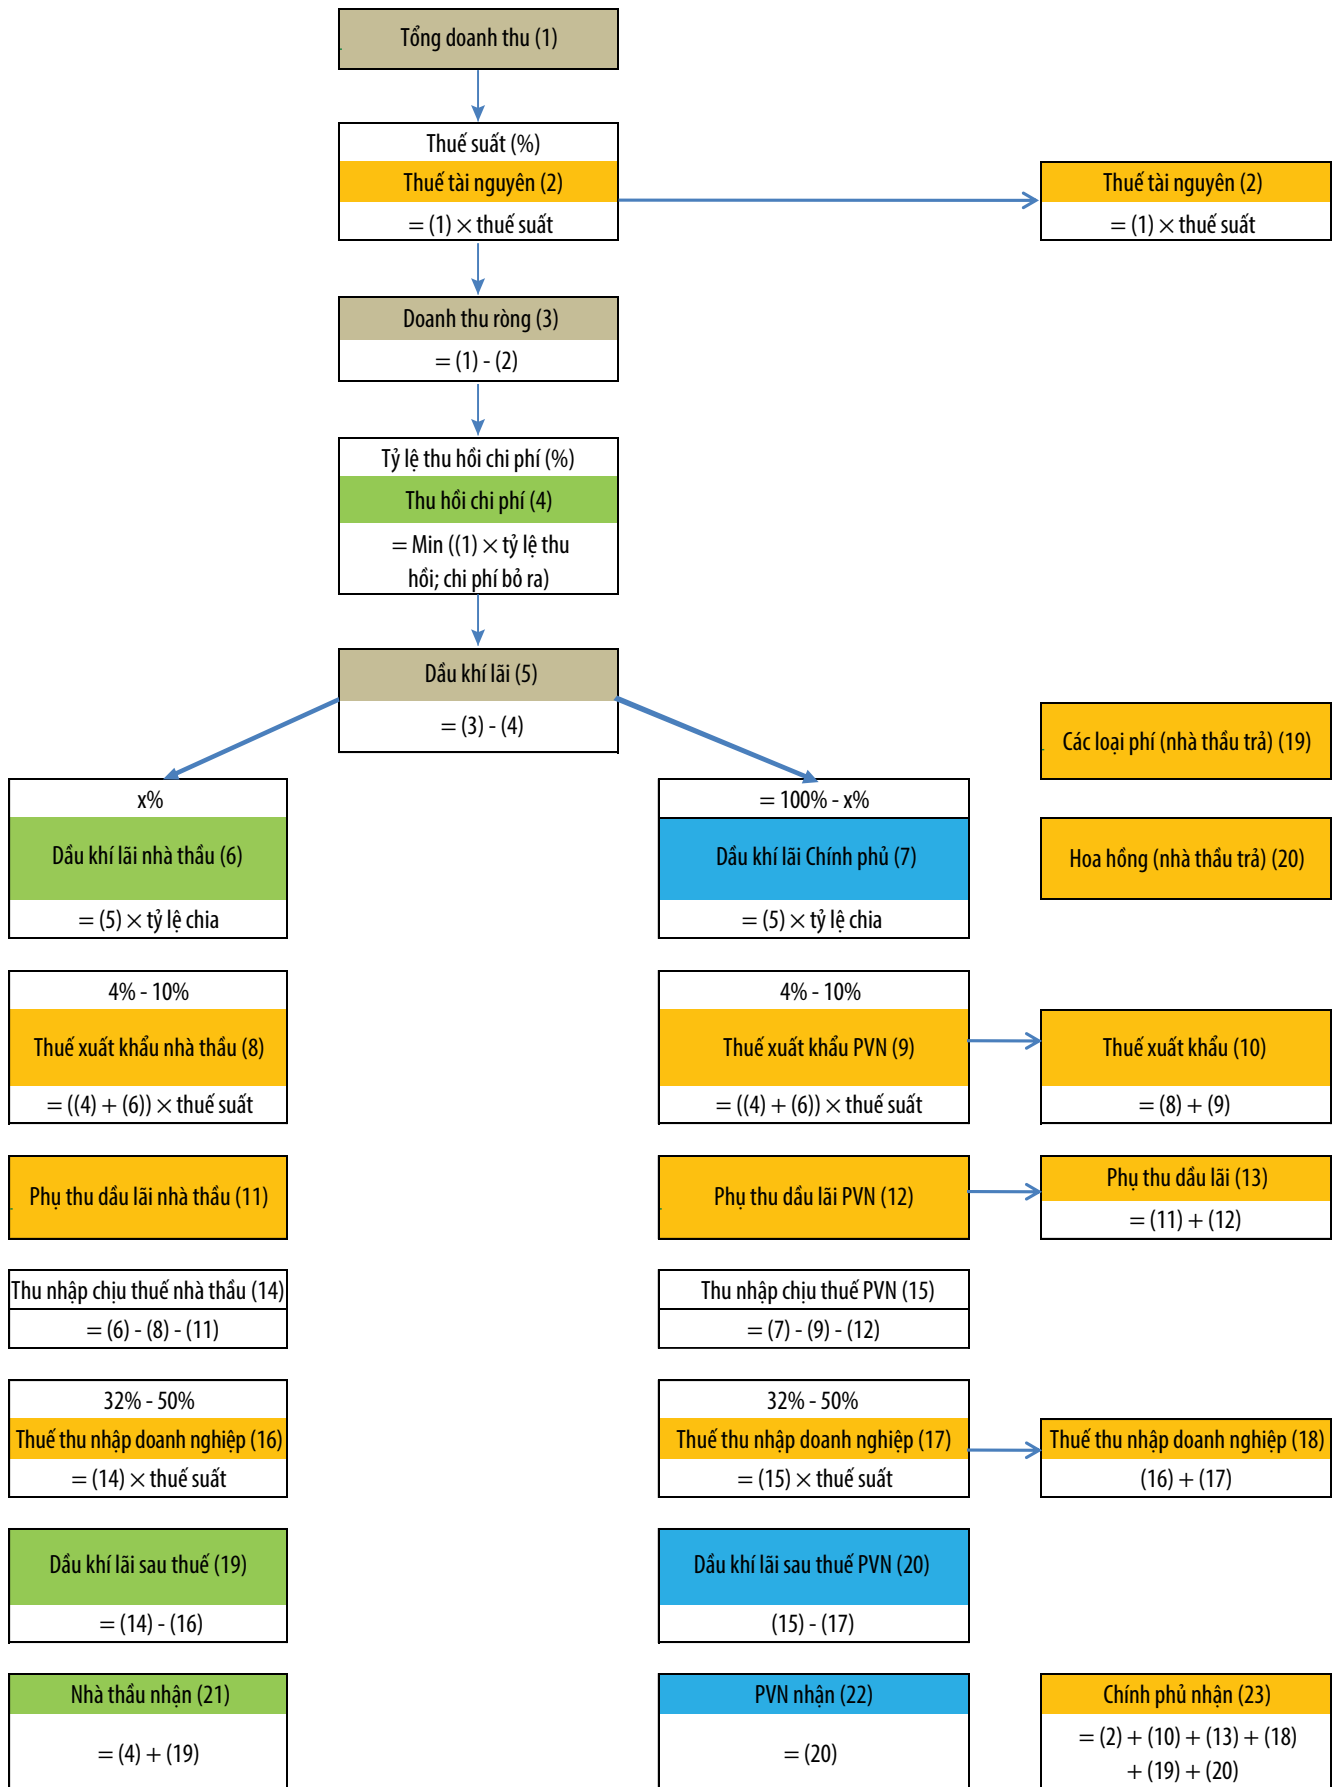 Tổng doanh thu (1)
Thuế suất (%)
Thuế tài nguyên (2)
= (1) × thuế suất
Thuế tài nguyên (2)
= (1) × thuế suất
Doanh thu ròng (3)
= (1) - (2)
Tỷ lệ thu hồi chi phí (%)
Thu hồi chi phí (4)
= Min ((1) × tỷ lệ thu
hồi; chi phí bỏ ra)
Dầu khí lãi (5)
= (3) - (4)
Các loại phí (nhà thầu trả) (19)
x%
Dầu khí lãi nhà thầu (6)
= (5) × tỷ lệ chia
= 100% - x%
Dầu khí lãi Chính phủ (7)
= (5) × tỷ lệ chia
Hoa hồng (nhà thầu trả) (20)
4% - 10%
Thuế xuất khẩu nhà thầu (8)
= ((4) + (6)) × thuế suất
4% - 10%
Thuế xuất khẩu PVN (9)
= ((4) + (6)) × thuế suất
Thuế xuất khẩu (10)
= (8) + (9)
Phụ thu dầu lãi nhà thầu (11)
Phụ thu dầu lãi PVN (12)
Phụ thu dầu lãi (13)
= (11) + (12)
Thu nhập chịu thuế nhà thầu (14)
= (6) - (8) - (11)
Thu nhập chịu thuế PVN (15)
= (7) - (9) - (12)
32% - 50%
Thuế thu nhập doanh nghiệp (16)
= (14) × thuế suất
32% - 50%
Thuế thu nhập doanh nghiệp (17)
= (15) × thuế suất
Thuế thu nhập doanh nghiệp (18)
(16) + (17)
Dầu khí lãi sau thuế (19)
= (14) - (16)
Dầu khí lãi sau thuế PVN (20)
(15) - (17)
Nhà thầu nhận (21)
= (4) + (19)
PVN nhận (22)
= (20)
Chính phủ nhận (23)
= (2) + (10) + (13) + (18)
+ (19) + (20)